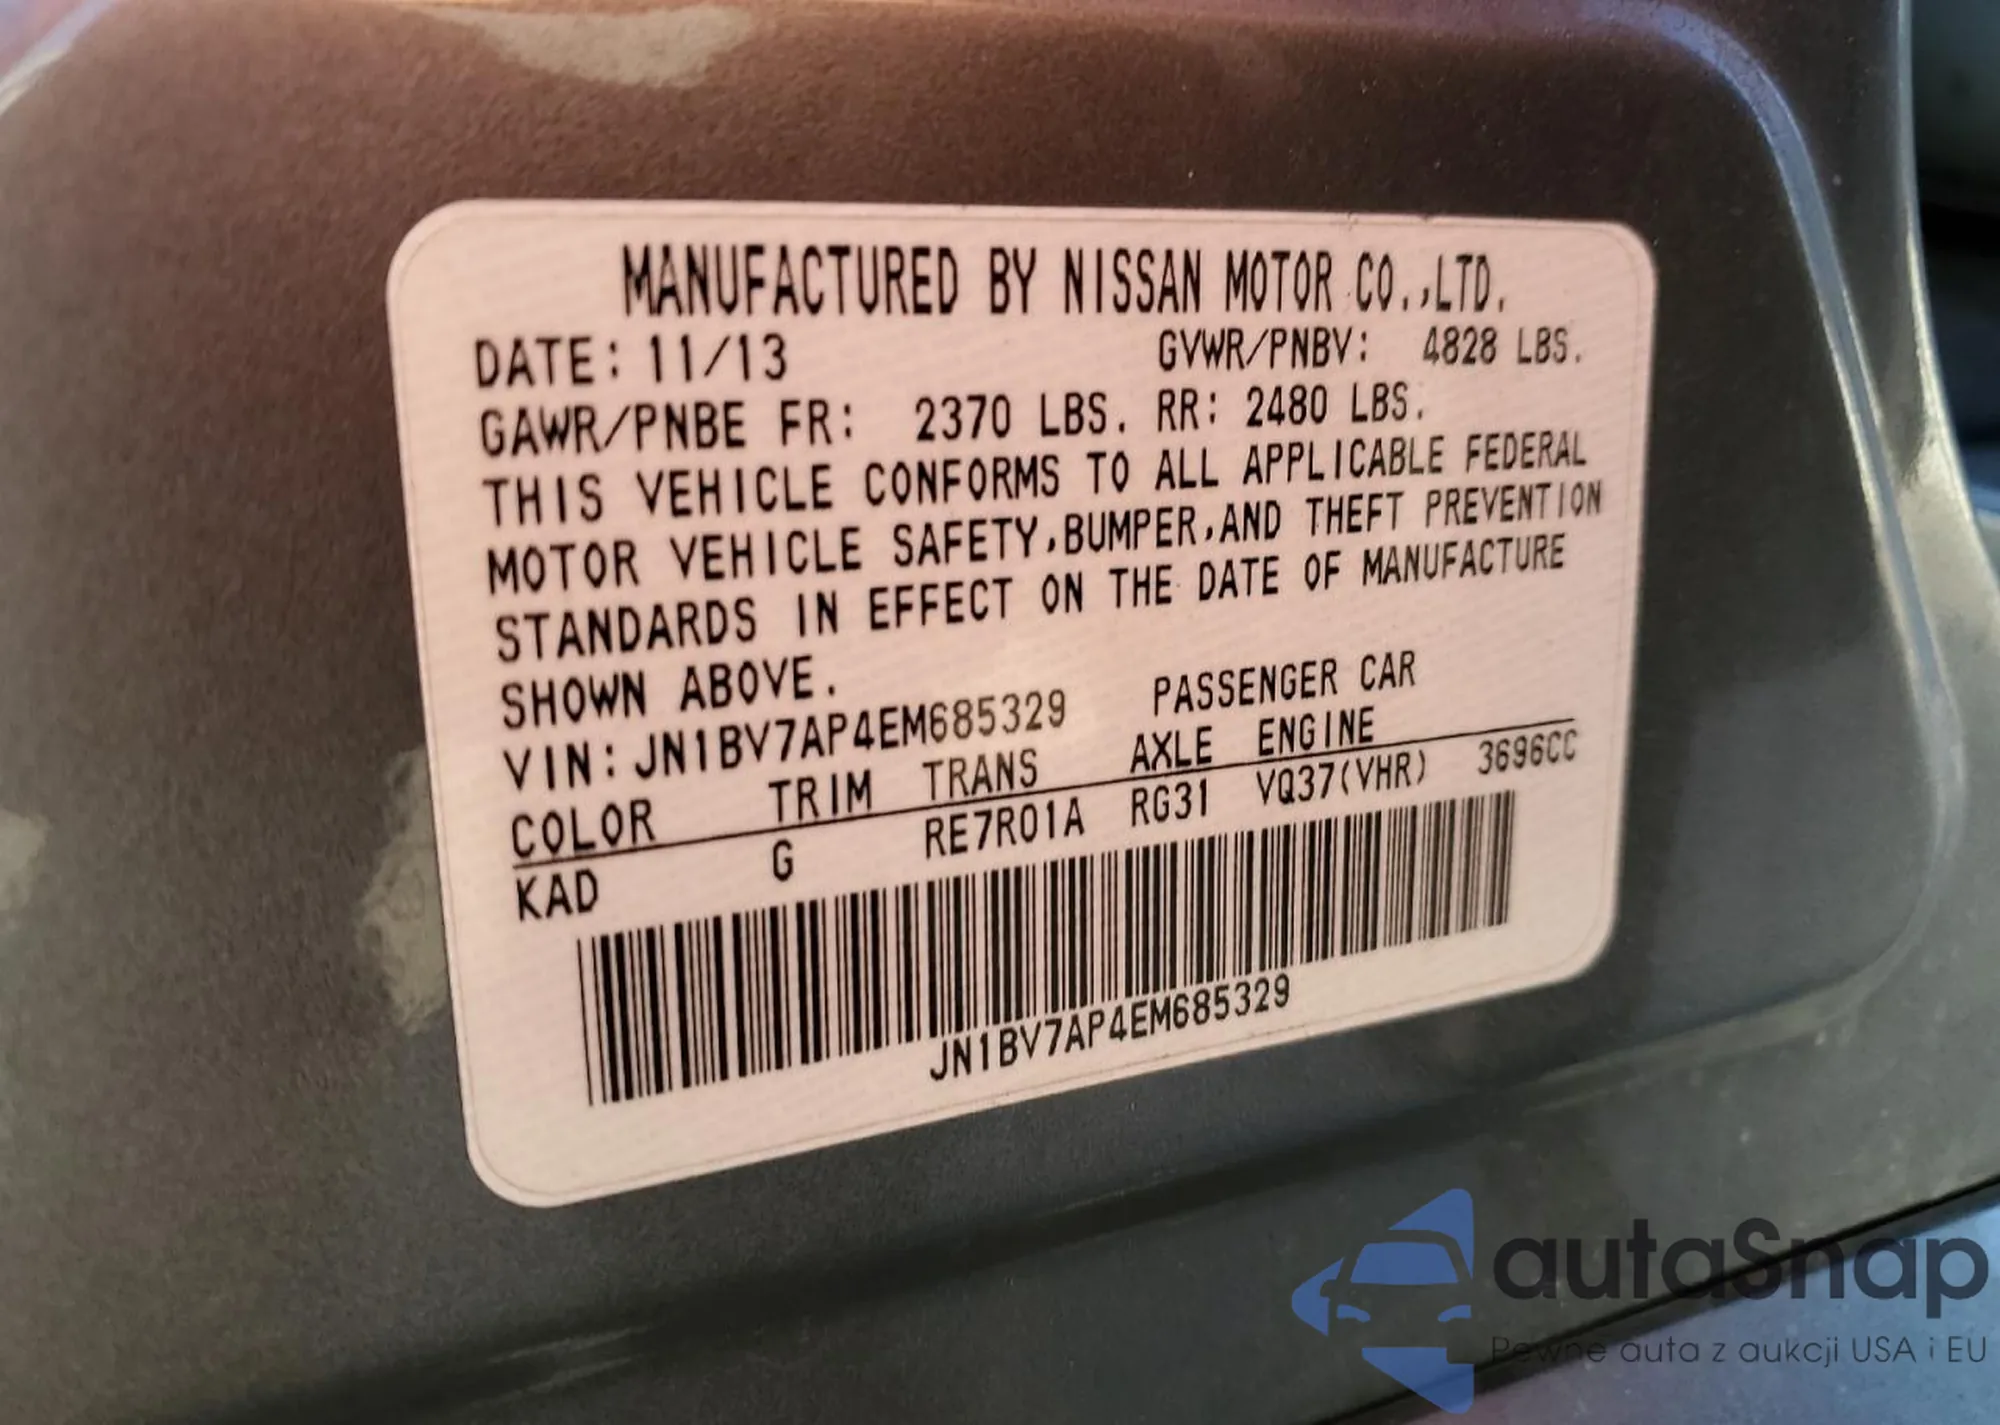 MANUFACTURED BY NISSAN MOTOR CO.,LTD.
DATE: 11/13 GVWR/PNBV: 4828 LBS.
GAWR/PNBE FR: 2370 LBS. RR: 2480 LBS.
THIS VEHICLE CONFORMS TO ALL APPLICABLE FEDERAL
MOTOR VEHICLE SAFETY,BUMPER,AND THEFT PREVENTION
STANDARDS IN EFFECT ON THE DATE OF MANUFACTURE
SHOWN ABOVE.
VIN: JN1BV7AP4EM685329 PASSENGER CAR
COLOR TRIM TRANS AXLE ENGINE
KAD G RE7R01A RG31 VQ37(VHR) 3696CC
JN1BV7AP4EM685329
autaSnap
Pewne auta z aukcji USA i EU